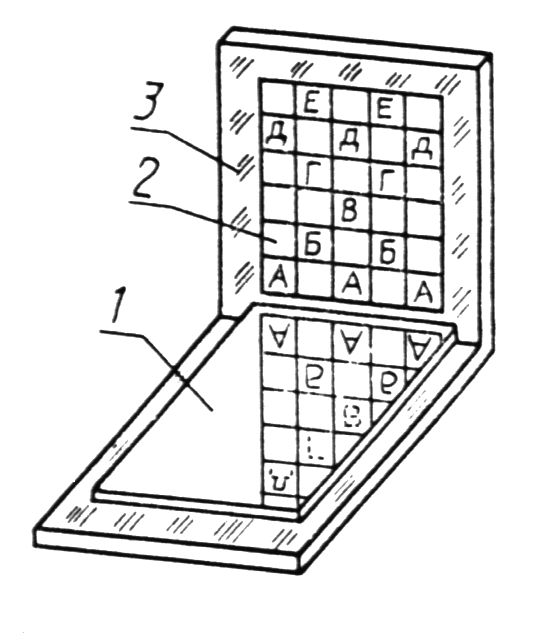 Е Е
3
Д Д Д
Г Г
В
2
Б Б
А А А
1
А А А
Б Б
В